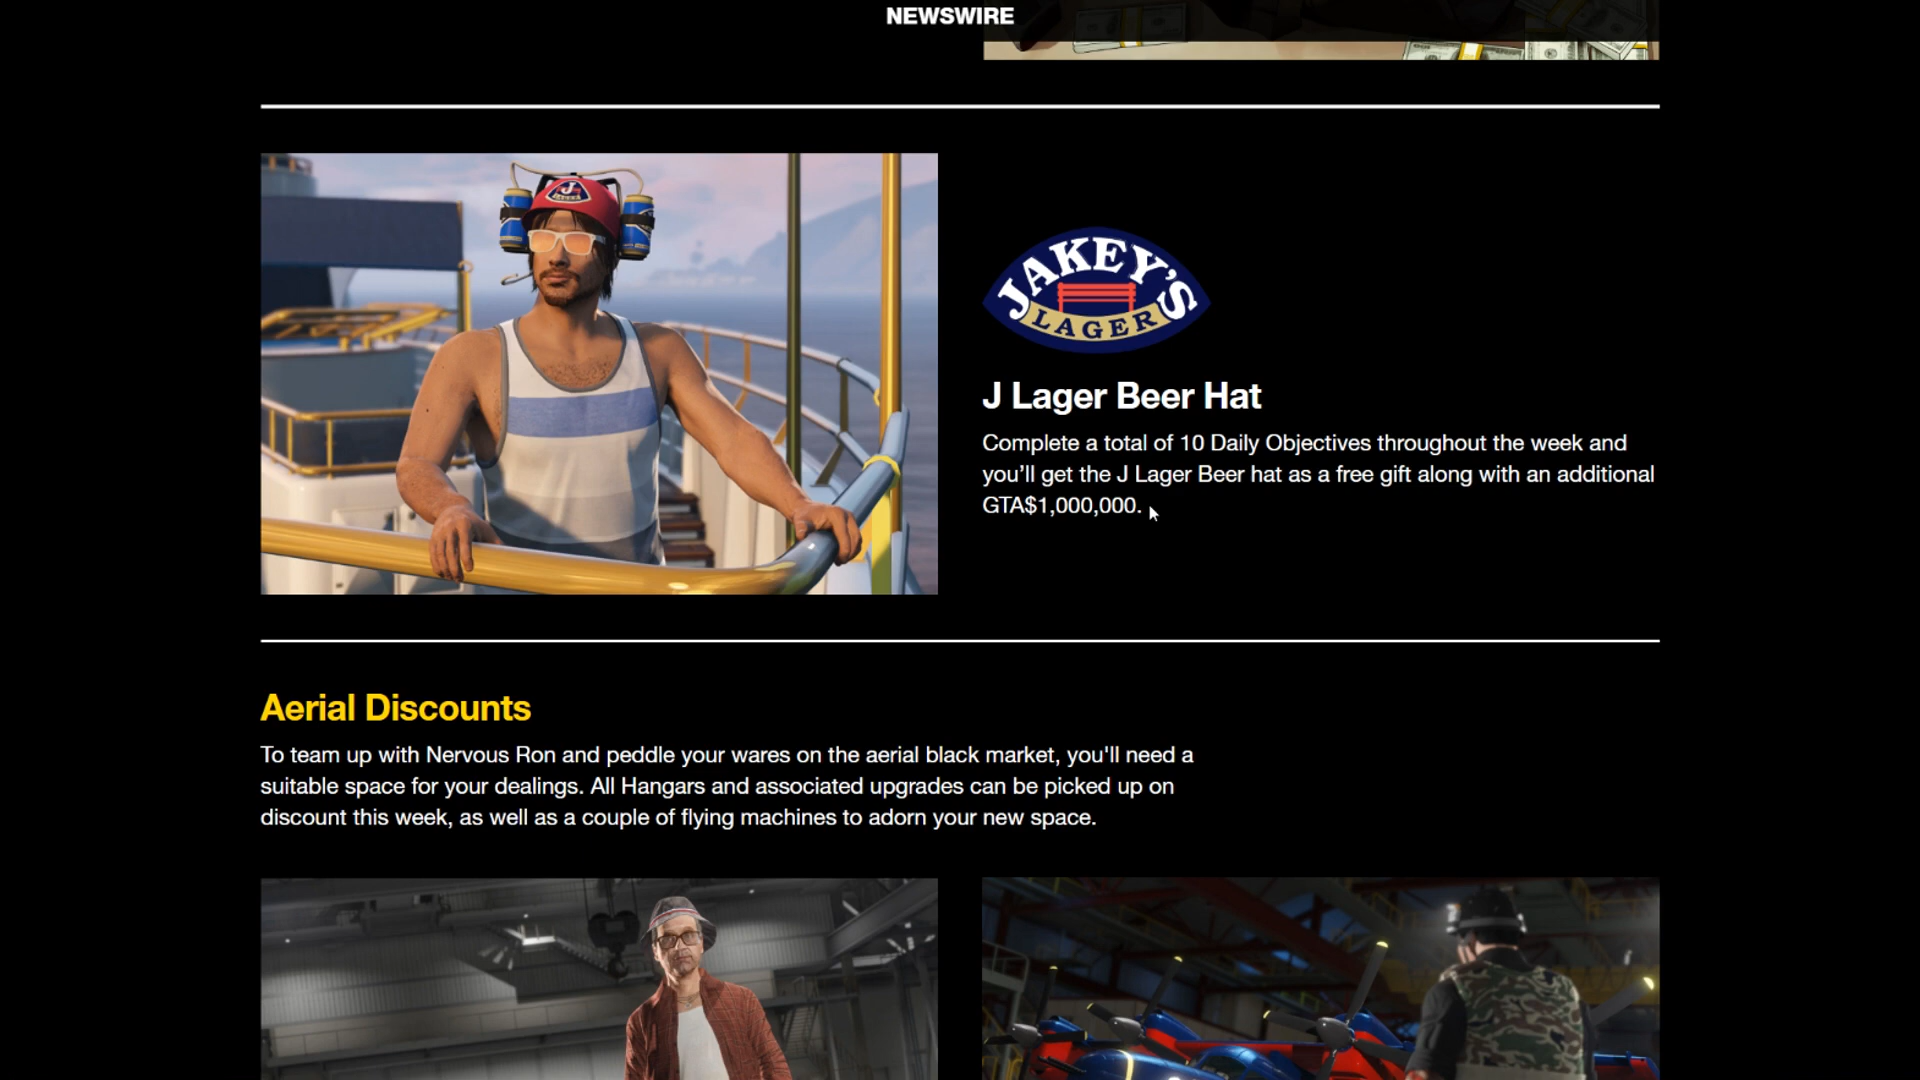 NEWSWIRE
J
LAGER
JAKEY'S
LAGER
J Lager Beer Hat
Complete a total of 10 Daily Objectives throughout the week and
you’ll get the J Lager Beer hat as a free gift along with an additional
GTA$1,000,000.
Aerial Discounts
To team up with Nervous Ron and peddle your wares on the aerial black market, you'll need a
suitable space for your dealings. All Hangars and associated upgrades can be picked up on
discount this week, as well as a couple of flying machines to adorn your new space.